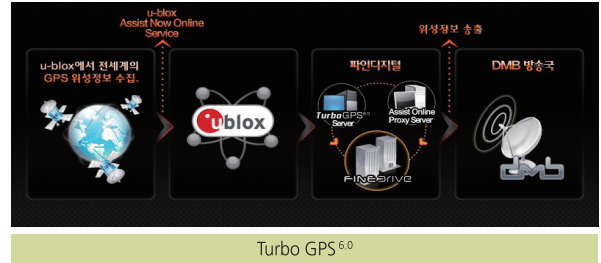 u-blox
Assist Now Online
Service
위성정보 송출
u-blox에서 전세계의
GPS 위성정보 수집.
ublox
파인디지털
TurboGPS6.0
Server
Assist Online
Proxy Server
FINEDRIVE
DMB 방송국
dmb
Turbo GPS 6.0